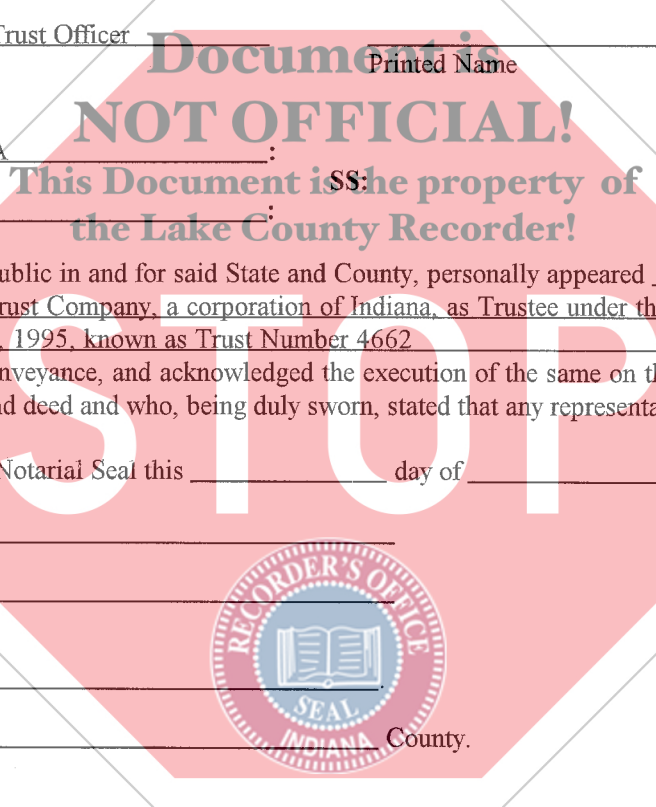 Trust Officer
Document is
Printed Name
NOT OFFICIAL!
A :
This Document is the property of
SS:
:
the Lake County Recorder!
ublic in and for said State and County, personally appeared
rust Company, a corporation of Indiana, as Trustee under th
, 1995, known as Trust Number 4662
nveyance, and acknowledged the execution of the same on t
nd deed and who, being duly sworn, stated that any representa
STOP
Notarial Seal this ____________ day of ____________
RECORDER'S OFFICE
SEAL
INDIANA
County.